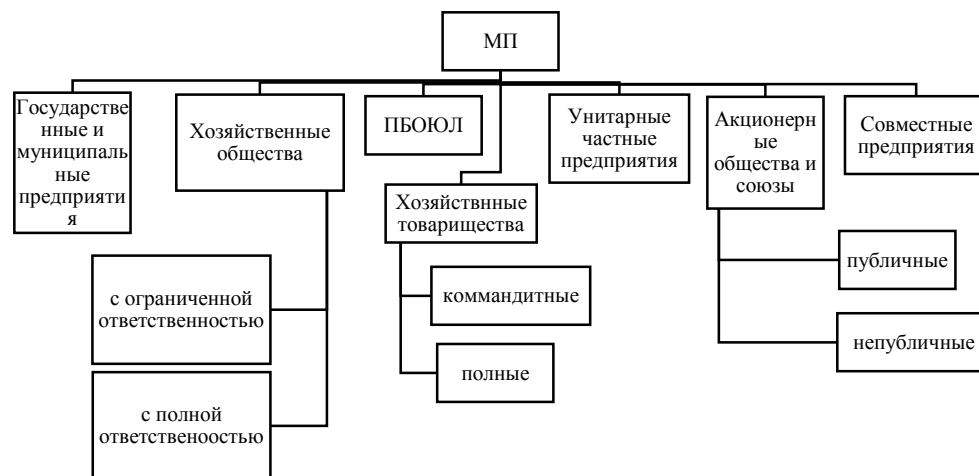 МП
Государстве
нные и
муниципаль
ные
предприяти
я
Хозяйственные
общества
ПБОЮЛ
Унитарные
частные
предприятия
Акционерн
ые
общества и
союзы
Совместные
предприятия
Хозяйствнные
товарищества
с ограниченной
ответственностью
с полной
ответственоостью
коммандитные
полные
публичные
непубличные